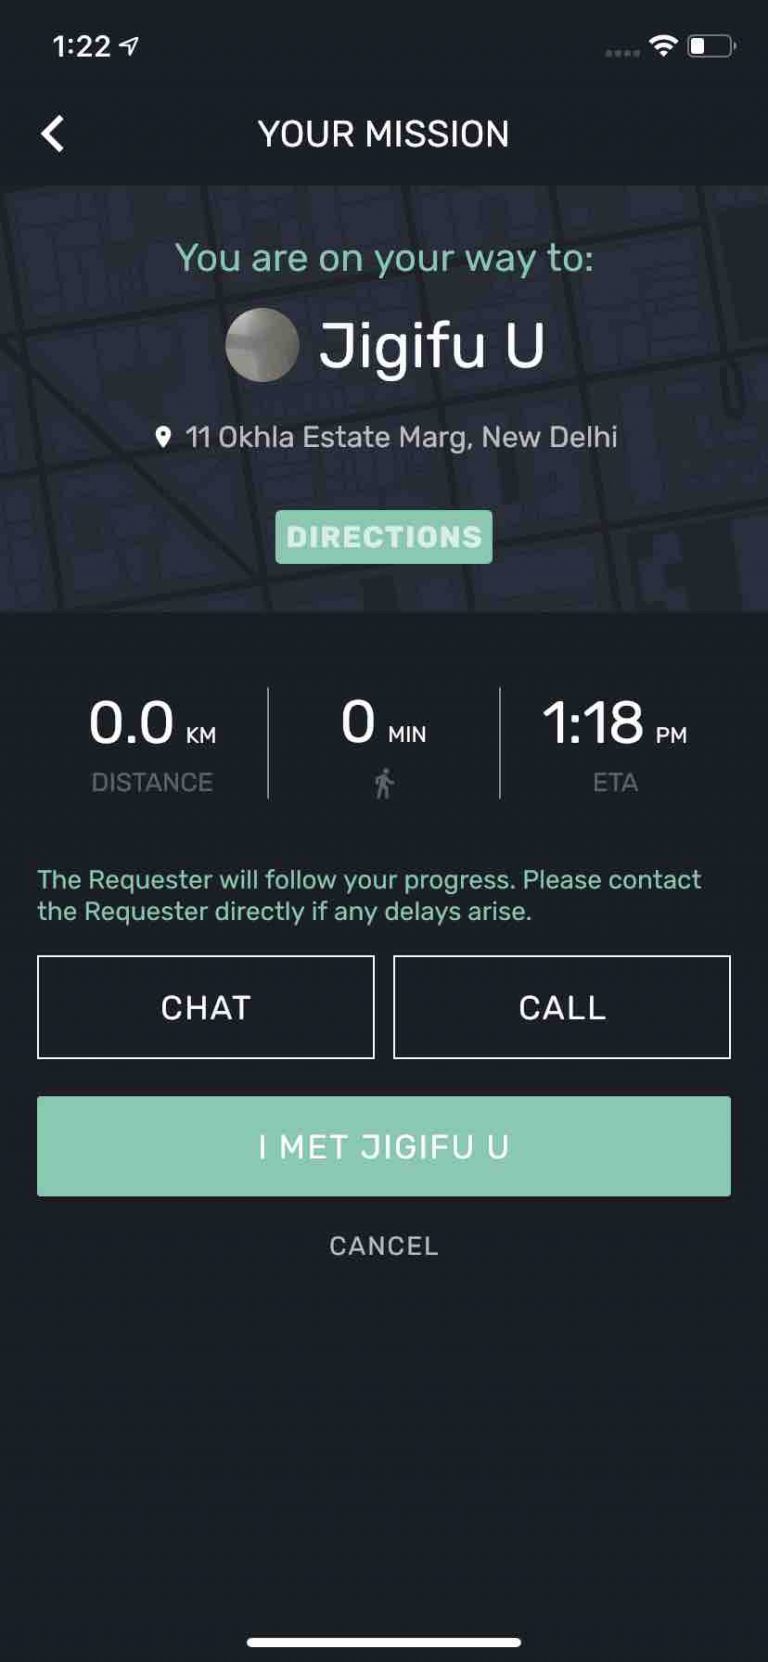 1:22
YOUR MISSION
You are on your way to:
Jigifu U
11 Okhla Estate Marg, New Delhi
DIRECTIONS
0.0 KM 0 MIN 1:18 PM
DISTANCE ETA
The Requester will follow your progress. Please contact
the Requester directly if any delays arise.
CHAT CALL
I MET JIGIFU U
CANCEL